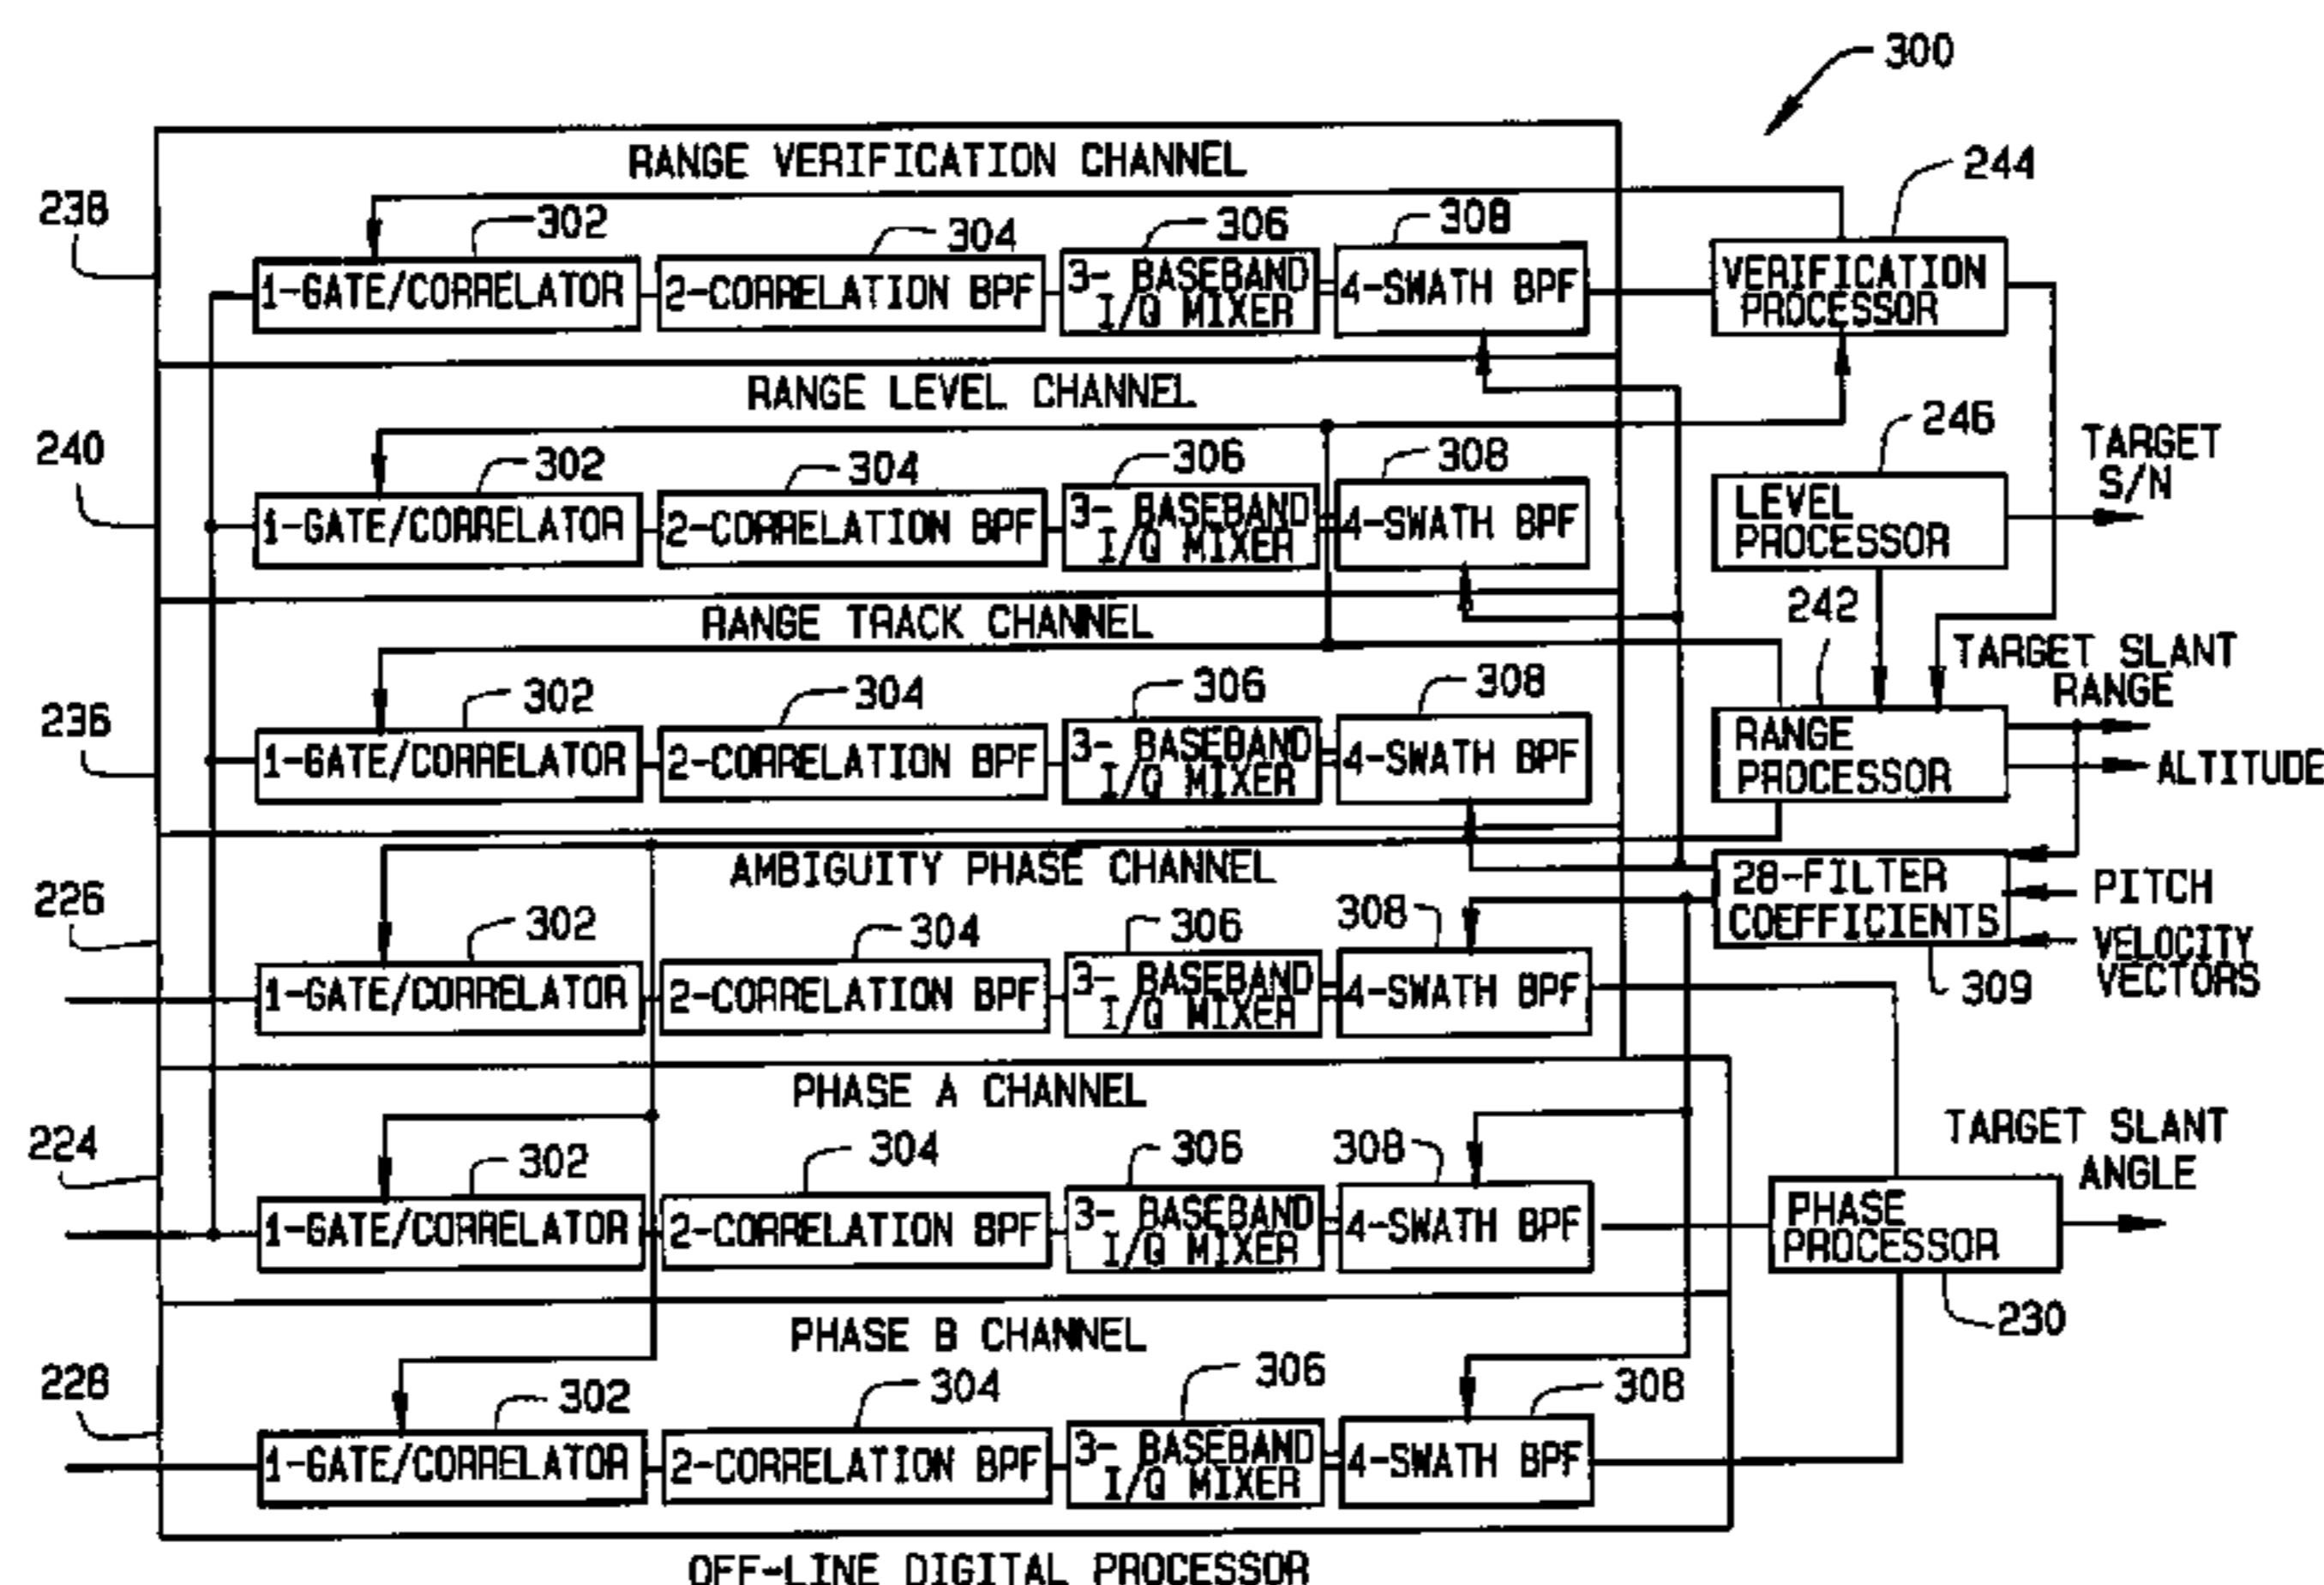 300
RANGE VERIFICATION CHANNEL
244
238
302
304
306
308
1-GATE/CORRELATOR
2-CORRELATION BPF
3- BASEBAND
I/Q MIXER
4-SWATH BPF
VERIFICATION
PROCESSOR
RANGE LEVEL CHANNEL
246
TARGET
S/N
240
302
304
306
308
1-GATE/CORRELATOR
2-CORRELATION BPF
3- BASEBAND
I/Q MIXER
4-SWATH BPF
LEVEL
PROCESSOR
242
RANGE TRACK CHANNEL
TARGET SLANT
RANGE
236
302
304
306
308
1-GATE/CORRELATOR
2-CORRELATION BPF
3- BASEBAND
I/Q MIXER
4-SWATH BPF
RANGE
PROCESSOR
ALTITUDE
AMBIGUITY PHASE CHANNEL
28-FILTER
COEFFICIENTS
PITCH
VELOCITY
VECTORS
309
226
302
304
306
308
1-GATE/CORRELATOR
2-CORRELATION BPF
3- BASEBAND
I/Q MIXER
4-SWATH BPF
PHASE A CHANNEL
TARGET SLANT
ANGLE
224
302
304
306
308
1-GATE/CORRELATOR
2-CORRELATION BPF
3- BASEBAND
I/Q MIXER
4-SWATH BPF
PHASE
PROCESSOR
230
PHASE B CHANNEL
228
302
304
306
308
1-GATE/CORRELATOR
2-CORRELATION BPF
3- BASEBAND
I/Q MIXER
4-SWATH BPF
OFF-LINE DIGITAL PROCESSOR